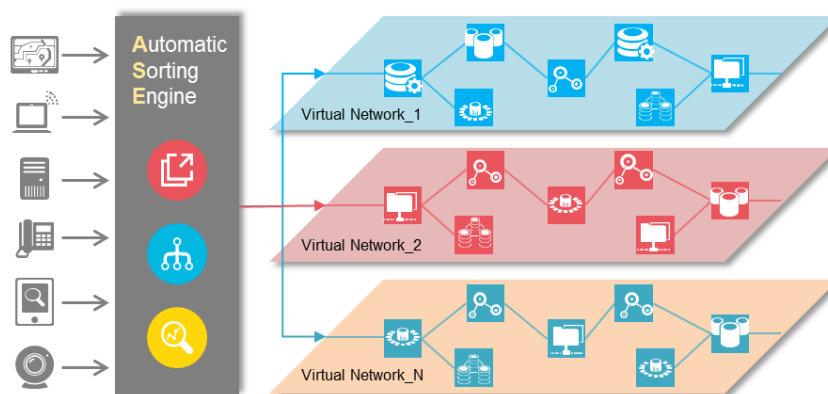 Automatic
Sorting
Engine
Virtual Network_1
Virtual Network_2
Virtual Network_N